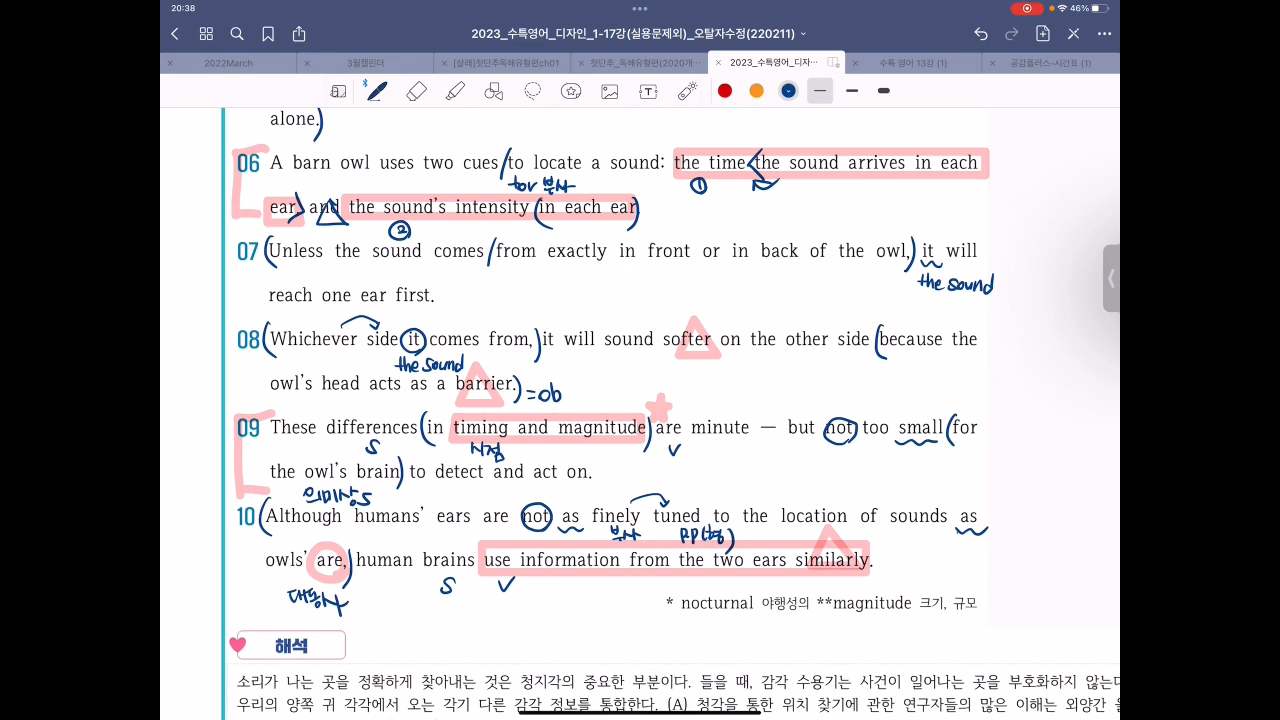 20:38
46%
2023_수특영어_디자인_1-17강(실용문제외)_오탈자수정(220211)
2022March
3월캘린더
[실레]첫단추독해유형편ch01
첫단추_독해유형편(2020개…
2023_수특영어_디자…
수특 영어 13강 (1)
공감플러스-시간표 (1)
alone.)
06 A barn owl uses two cues / to locate a sound: the time < the sound arrives in each
tov 부사 ①
ear, and the sound's intensity (in each ear)
②
07 (Unless the sound comes / from exactly in front or in back of the owl,) it will
the sound
reach one ear first.
08 (Whichever side it comes from,) it will sound softer on the other side (because the
the sound
owl's head acts as a barrier.) = ob
09 These differences (in timing and magnitude) are minute — but not too small (for
S 시점 V
the owl's brain) to detect and act on.
의미상S
10 (Although humans' ears are not as finely tuned to the location of sounds as
부사 PP(형)
owls' are,) human brains use information from the two ears similarly.
대동사 S V
* nocturnal 야행성의 **magnitude 크기, 규모
해석
소리가 나는 곳을 정확하게 찾아내는 것은 청지각의 중요한 부분이다. 들을 때, 감각 수용기는 사건이 일어나는 곳을 부호화하지 않는다
우리의 양쪽 귀 각각에서 오는 각기 다른 감각 정보를 통합한다. (A) 청각을 통한 위치 찾기에 관한 연구자들의 많은 이해는 외양간